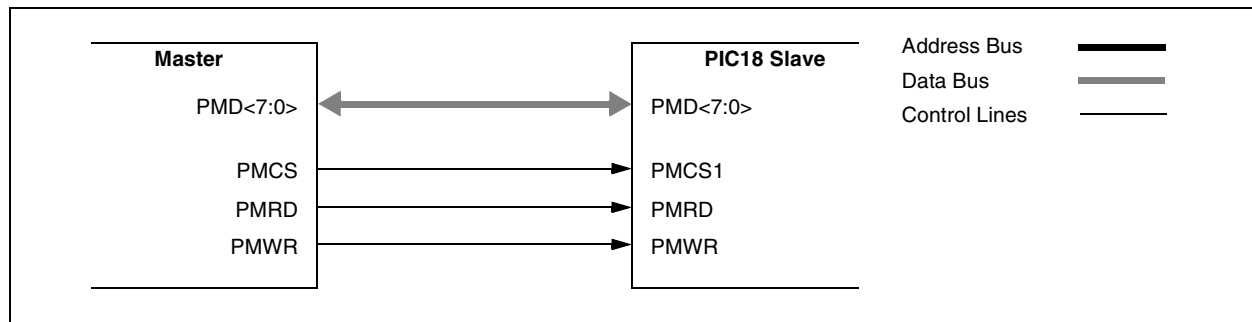 Master
PMD<7:0>
PMCS
PMRD
PMWR
PIC18 Slave
PMD<7:0>
PMCS1
PMRD
PMWR
Address Bus
Data Bus
Control Lines